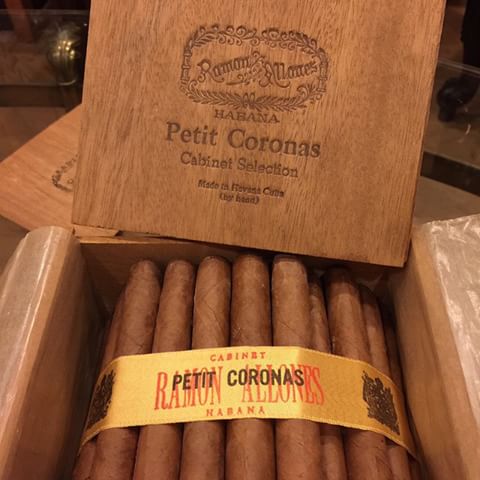 Ramon Allones
HABANA
Petit Coronas
Cabinet Selection
Made in Havana Cuba
(by hand)
CABINET
RAMON ALLONES
PETIT CORONAS
HABANA